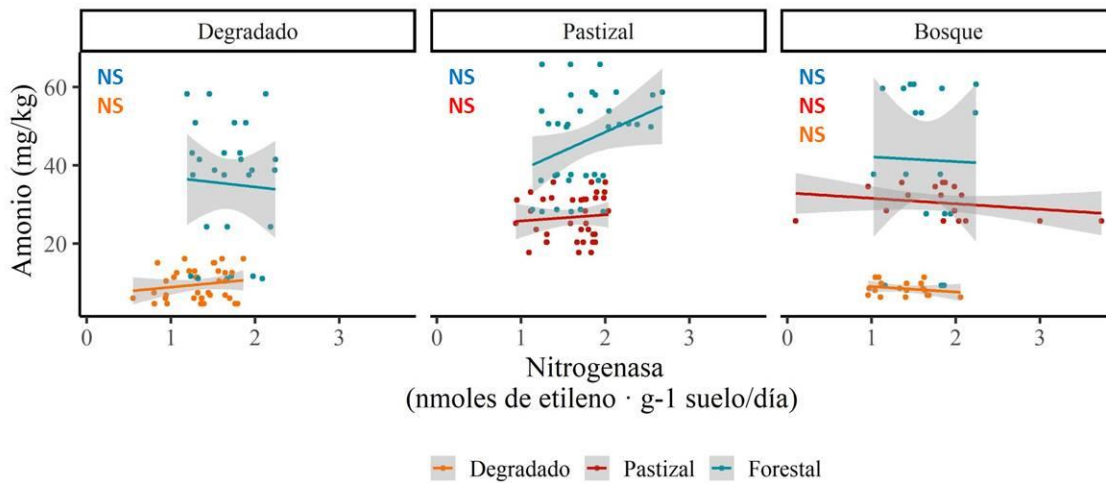 Degradado
Pastizal
Bosque
NS
NS
NS
NS
NS
NS
NS
Amonio (mg/kg)
60
40
20
0 1 2 3
0 1 2 3
0 1 2 3
Nitrogenasa
(nmoles de etileno · g-1 suelo/día)
Degradado Pastizal Forestal